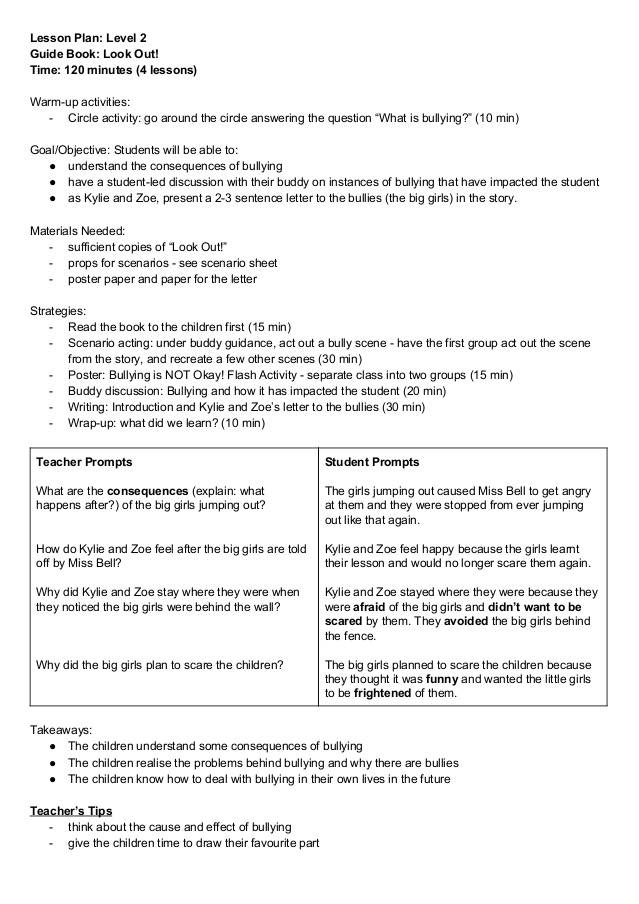 Lesson Plan: Level 2
Guide Book: Look Out!
Time: 120 minutes (4 lessons)
Warm-up activities:
- Circle activity: go around the circle answering the question “What is bullying?” (10 min)
Goal/Objective: Students will be able to:
● understand the consequences of bullying
● have a student-led discussion with their buddy on instances of bullying that have impacted the student
● as Kylie and Zoe, present a 2-3 sentence letter to the bullies (the big girls) in the story.
Materials Needed:
- sufficient copies of “Look Out!”
- props for scenarios - see scenario sheet
- poster paper and paper for the letter
Strategies:
- Read the book to the children first (15 min)
- Scenario acting: under buddy guidance, act out a bully scene - have the first group act out the scene
from the story, and recreate a few other scenes (30 min)
- Poster: Bullying is NOT Okay! Flash Activity - separate class into two groups (15 min)
- Buddy discussion: Bullying and how it has impacted the student (20 min)
- Writing: Introduction and Kylie and Zoe’s letter to the bullies (30 min)
- Wrap-up: what did we learn? (10 min)
Teacher Prompts
What are the consequences (explain: what
happens after?) of the big girls jumping out?
How do Kylie and Zoe feel after the big girls are told
off by Miss Bell?
Why did Kylie and Zoe stay where they were when
they noticed the big girls were behind the wall?
Why did the big girls plan to scare the children?
Student Prompts
The girls jumping out caused Miss Bell to get angry
at them and they were stopped from ever jumping
out like that again.
Kylie and Zoe feel happy because the girls learnt
their lesson and would no longer scare them again.
Kylie and Zoe stayed where they were because they
were afraid of the big girls and didn’t want to be
scared by them. They avoided the big girls behind
the fence.
The big girls planned to scare the children because
they thought it was funny and wanted the little girls
to be frightened of them.
Takeaways:
● The children understand some consequences of bullying
● The children realise the problems behind bullying and why there are bullies
● The children know how to deal with bullying in their own lives in the future
Teacher’s Tips
- think about the cause and effect of bullying
- give the children time to draw their favourite part